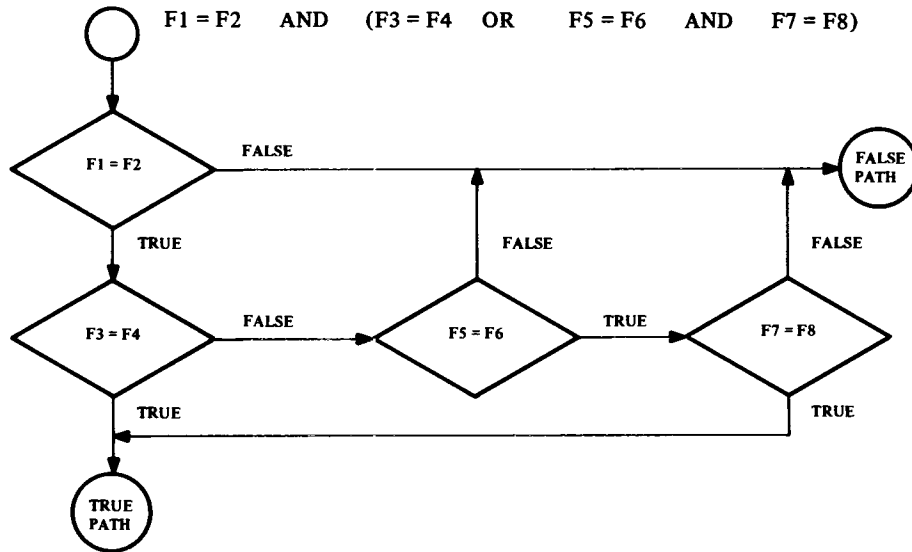 F1 = F2 AND (F3 = F4 OR F5 = F6 AND F7 = F8)
F1 = F2
FALSE
FALSE
PATH
TRUE
FALSE
FALSE
F3 = F4
FALSE
F5 = F6
TRUE
F7 = F8
TRUE
TRUE
TRUE
PATH